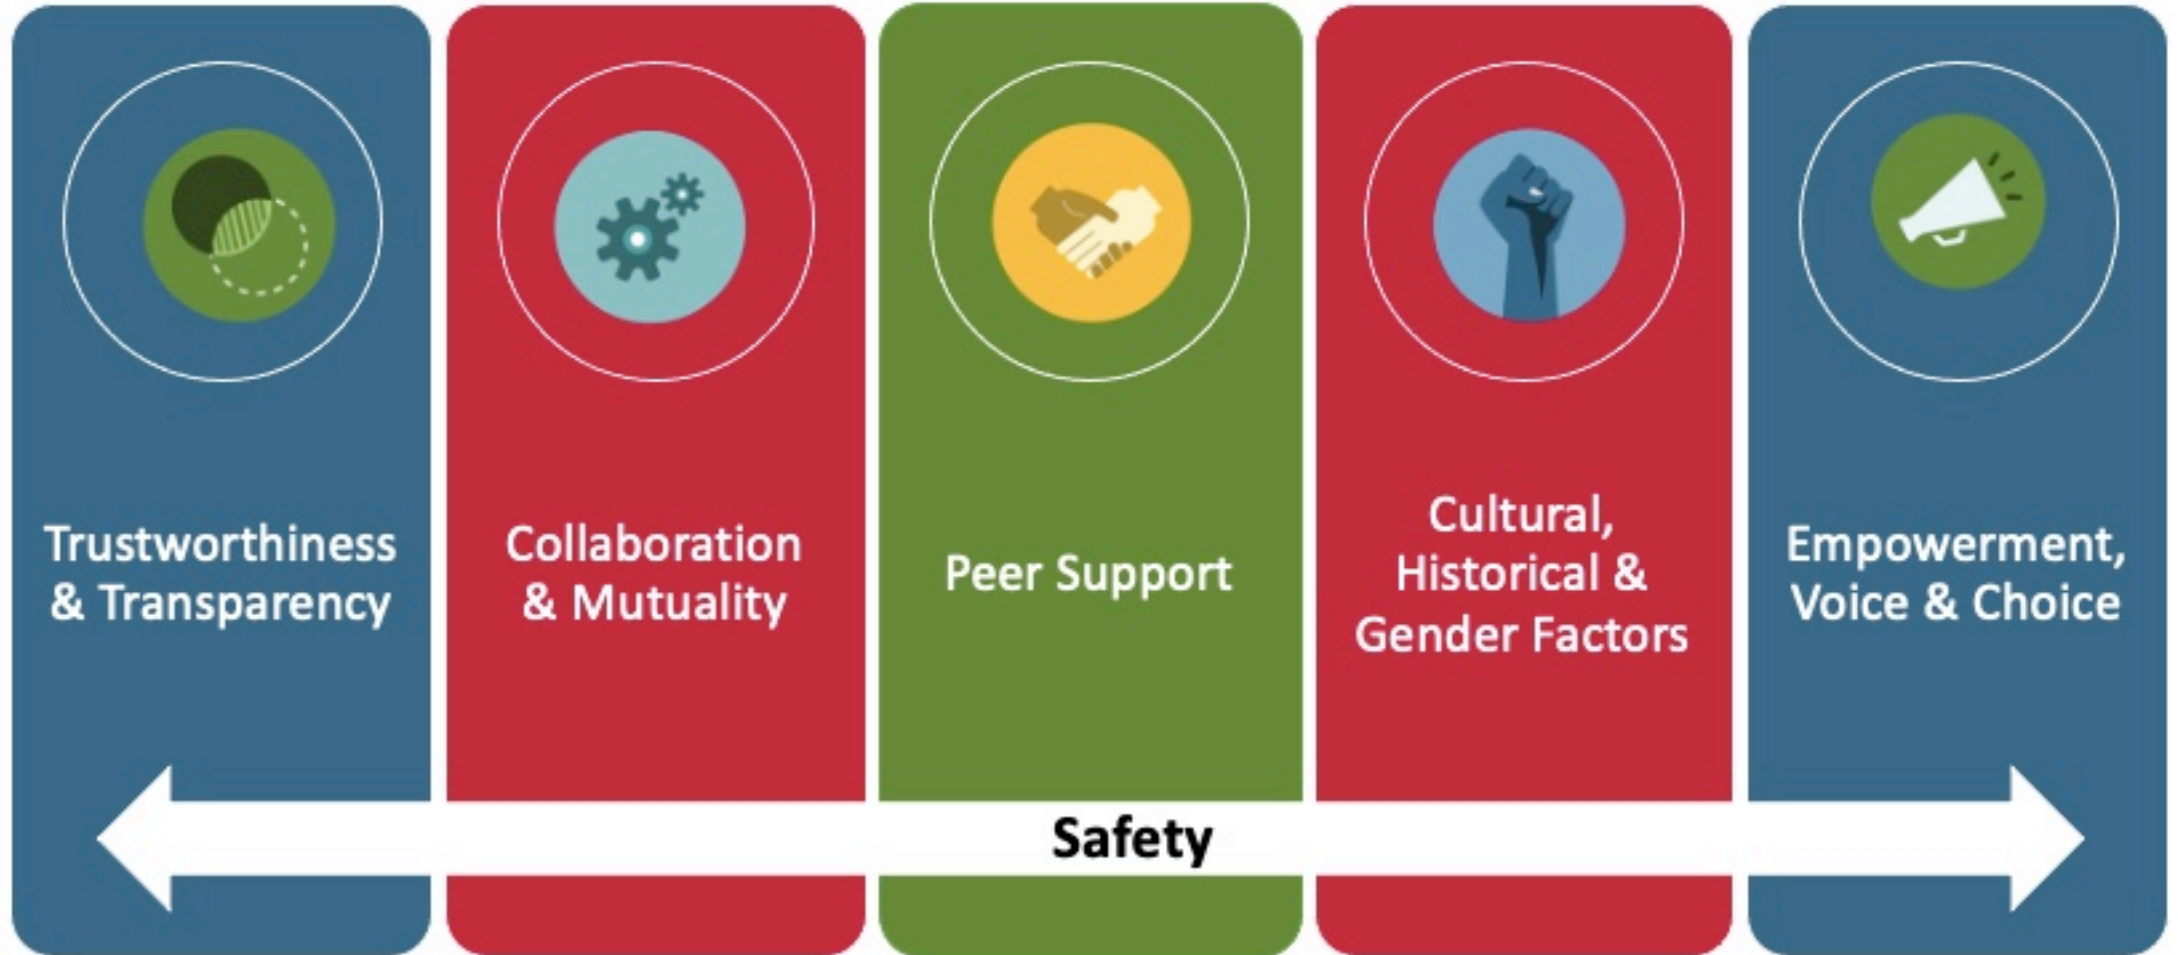 Trustworthiness
& Transparency
Collaboration
& Mutuality
Peer Support
Cultural,
Historical &
Gender Factors
Empowerment,
Voice & Choice
Safety